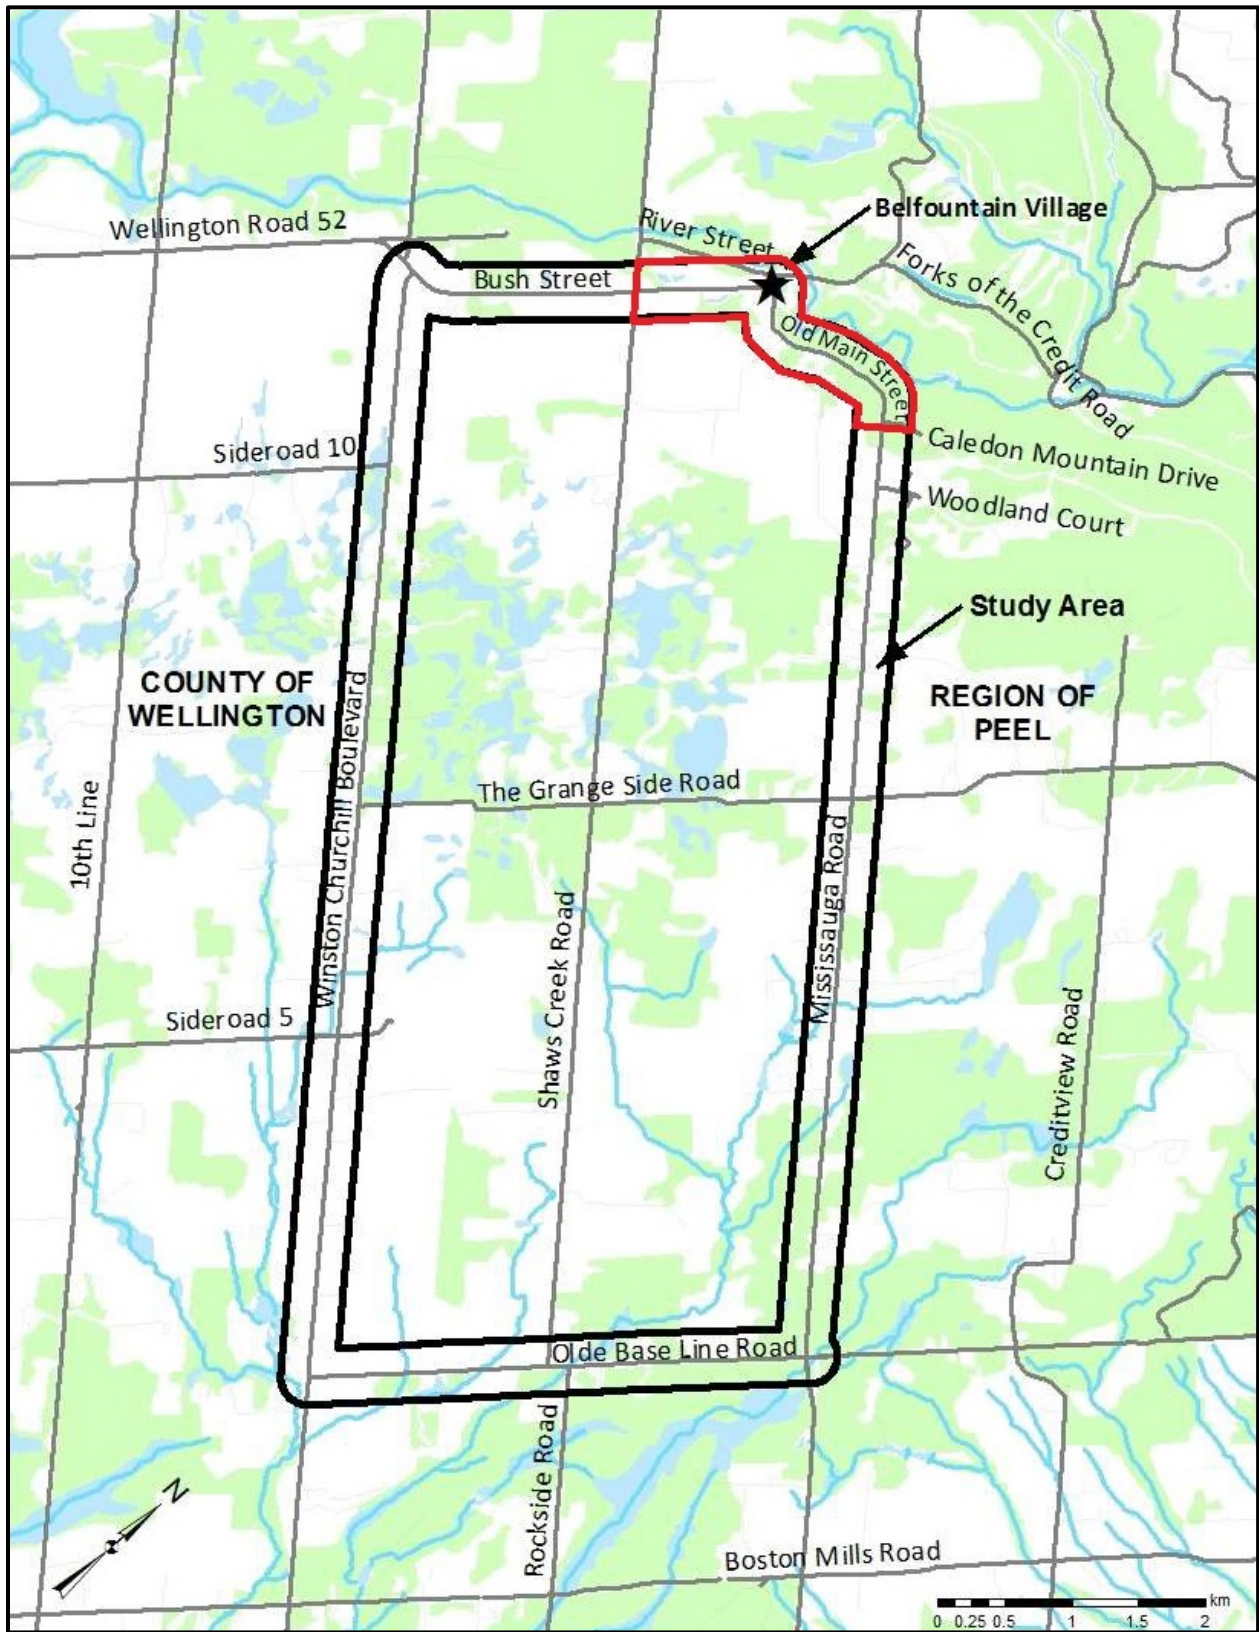 Wellington Road 52
River Street
Belfountain Village
Bush Street
Forks of the Credit Road
Old Main Street
Sideroad 10
Caledon Mountain Drive
Woodland Court
Study Area
COUNTY OF
WELLINGTON
REGION OF
PEEL
Winston Churchill Boulevard
The Grange Side Road
10th Line
Mississauga Road
Shaws Creek Road
Sideroad 5
Creditview Road
Olde Base Line Road
Rockside Road
N
Boston Mills Road
km
0 0.25 0.5 1 1.5 2